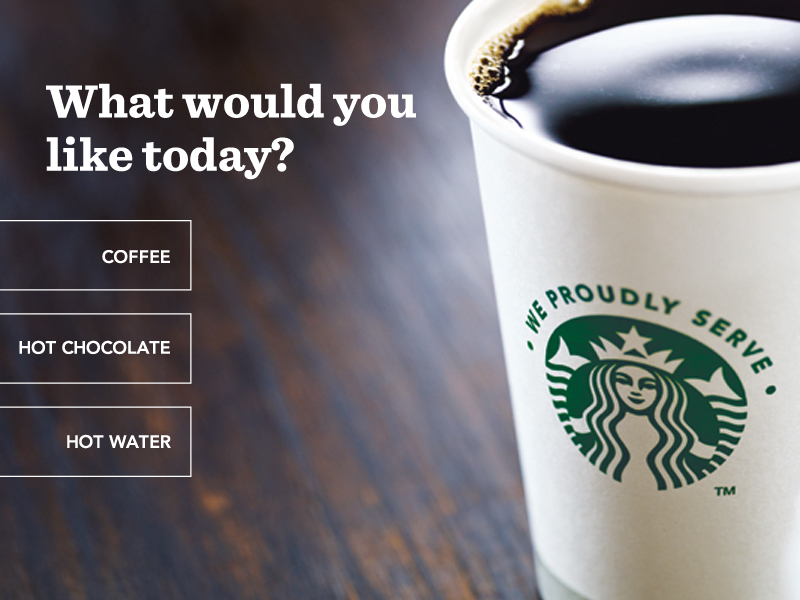 What would you
like today?
COFFEE
HOT CHOCOLATE
HOT WATER
WE PROUDLY SERVE
TM